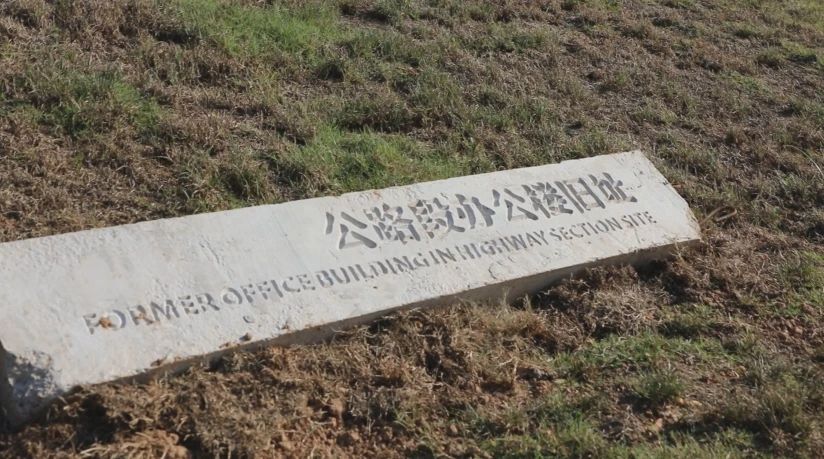 公路段办公楼旧址
FORMER OFFICE BUILDING IN HIGHWAY SECTION SITE